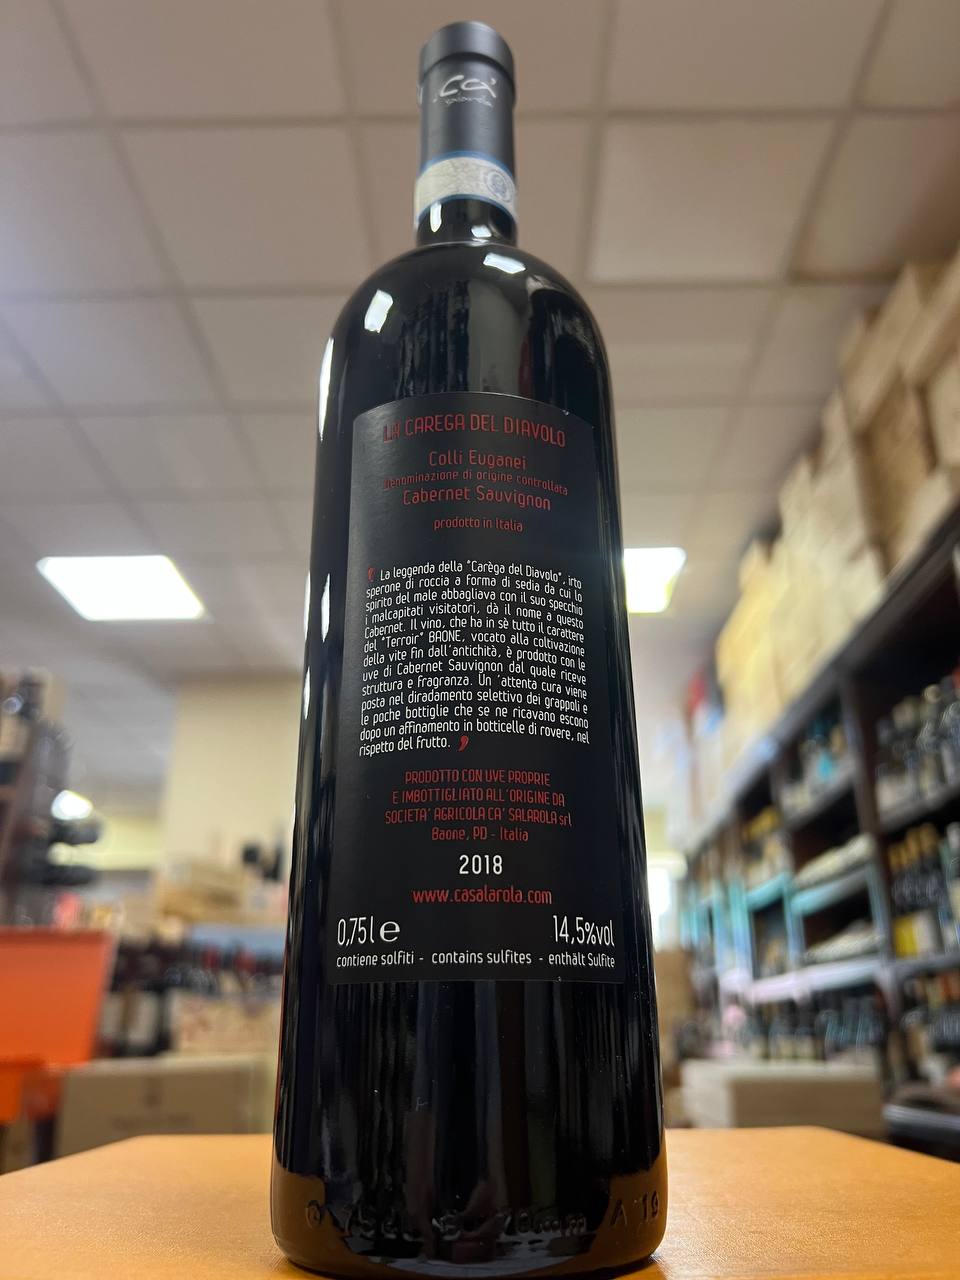 Cà
salarola
LA CAREGA DEL DIAVOLO
Colli Euganei
Denominazione di origine controllata
Cabernet Sauvignon
prodotto in Italia
La leggenda della "Carèga del Diavolo", irto
sperone di roccia a forma di sedia da cui lo
spirito del male abbagliava con il suo specchio
i malcapitati visitatori, dà il nome a questo
Cabernet. Il vino, che ha in sè tutto il carattere
del "Terroir" BAONE, vocato alla coltivazione
della vite fin dall'antichità, è prodotto con le
uve di Cabernet Sauvignon dal quale riceve
struttura e fragranza. Un 'attenta cura viene
posta nel diradamento selettivo dei grappoli e
le poche bottiglie che se ne ricavano escono
dopo un affinamento in botticelle di rovere, nel
rispetto del frutto.
PRODOTTO CON UVE PROPRIE
E IMBOTTIGLIATO ALL'ORIGINE DA
SOCIETA' AGRICOLA CA' SALAROLA srl
Baone, PD - Italia
2018
www.casalarola.com
0,75l e 14,5%vol
contiene solfiti - contains sulfites - enthält Sulfite